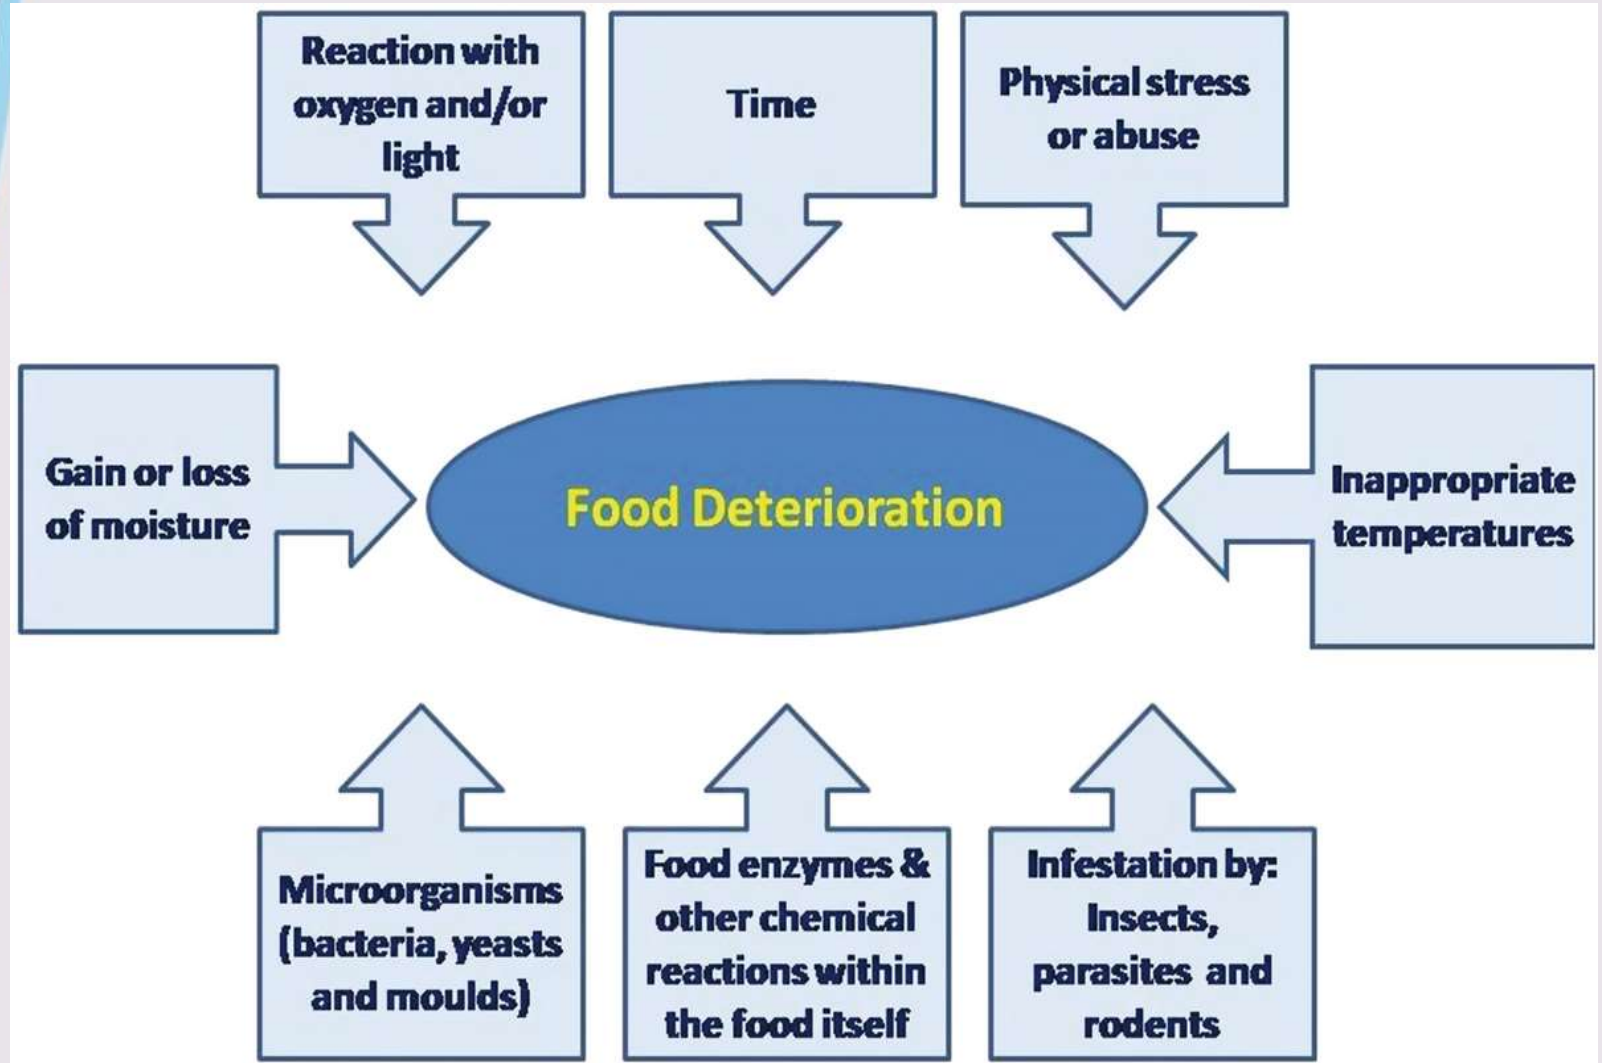 Reaction with
oxygen and/or
light
Time
Physical stress
or abuse
Gain or loss
of moisture
Food Deterioration
Inappropriate
temperatures
Microorganisms
(bacteria, yeasts
and moulds)
Food enzymes &
other chemical
reactions within
the food itself
Infestation by:
Insects,
parasites and
rodents